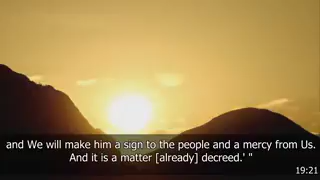 and We will make him a sign to the people and a mercy from Us.
And it is a matter [already] decreed.' "
19:21